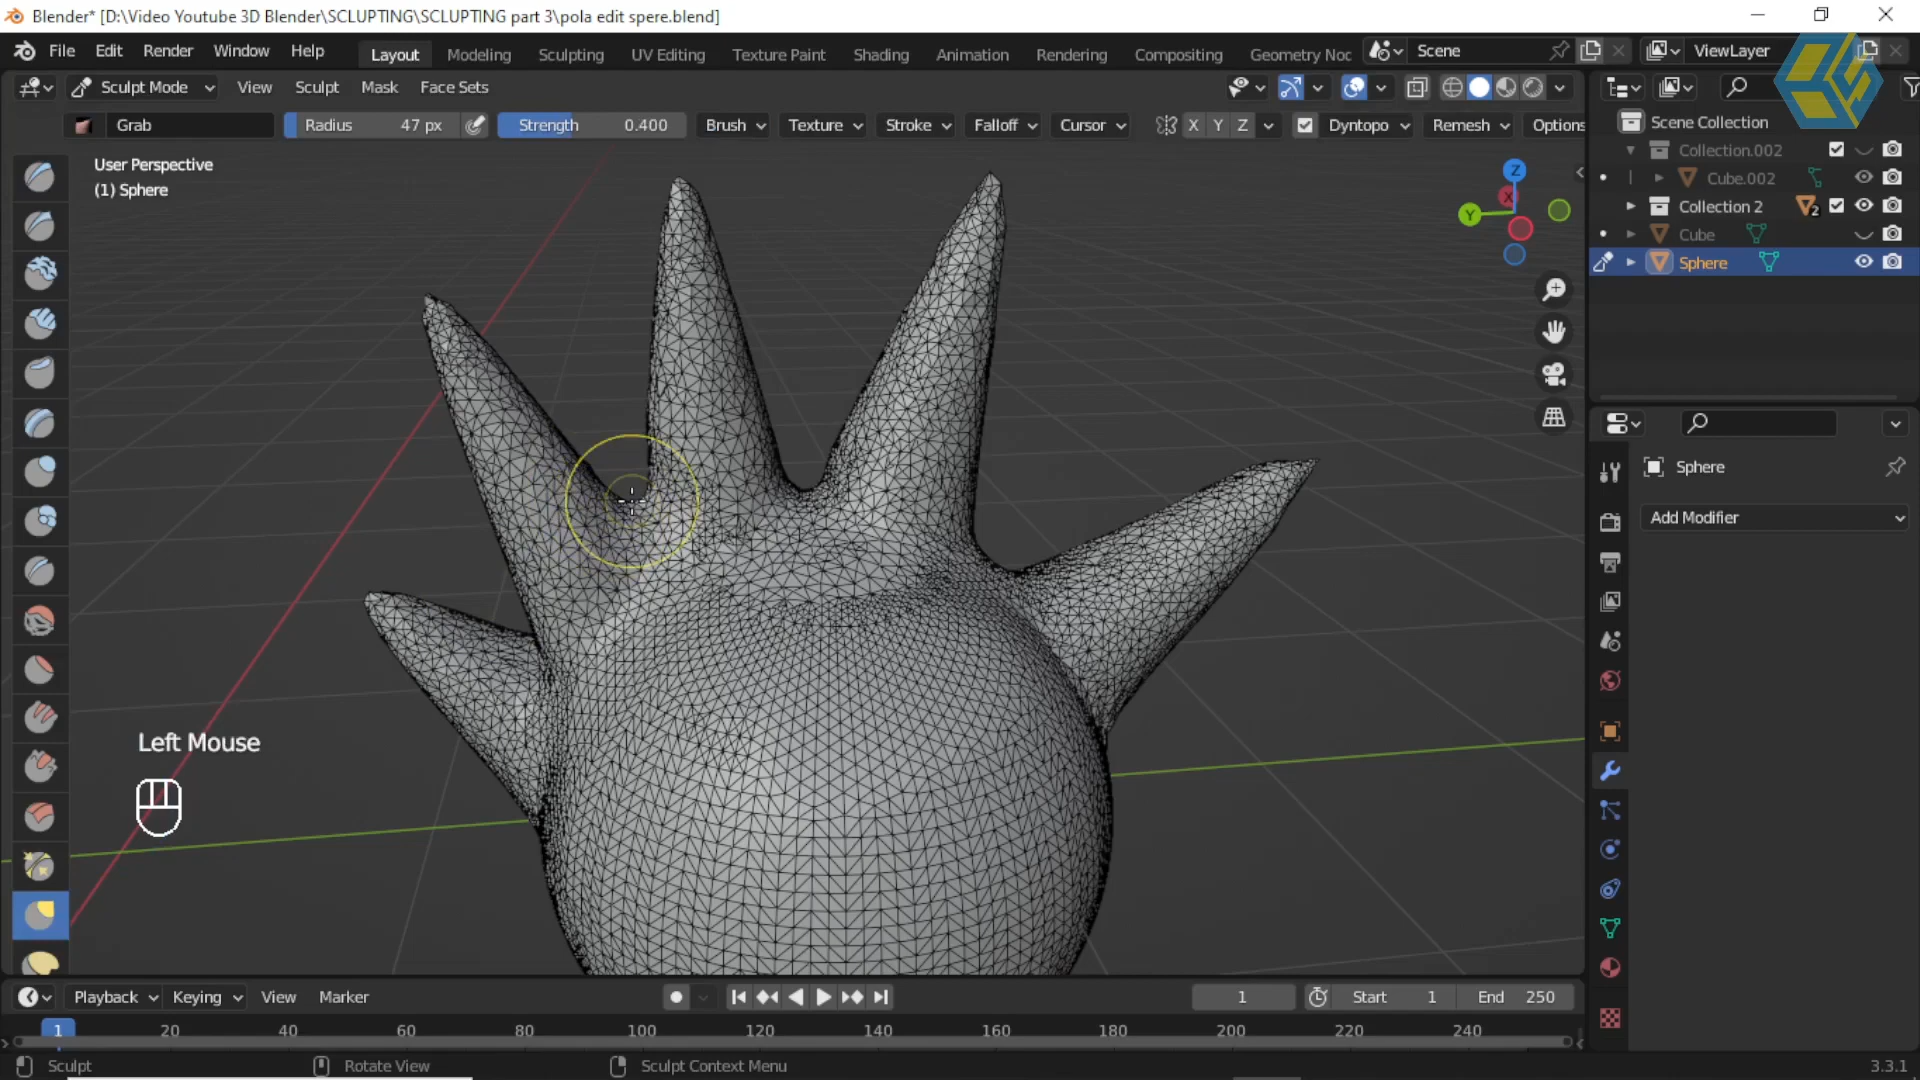 Blender* [D:\Video Youtube 3D Blender\SCLUPTING\SCLUPTING part 3\pola edit spere.blend]
File Edit Render Window Help Layout Modeling Sculpting UV Editing Texture Paint Shading Animation Rendering Compositing Geometry Noc Scene ViewLayer
Sculpt Mode View Sculpt Mask Face Sets
Grab Radius 47 px Strength 0.400 Brush Texture Stroke Falloff Cursor X Y Z Dyntopo Remesh Options
User Perspective
(1) Sphere
Z
X
Y
Scene Collection
Collection.002
Cube.002
Collection 2 2
Cube
Sphere
Sphere
Add Modifier
Left Mouse
Playback Keying View Marker 1 Start 1 End 250
1 20 40 60 80 100 120 140 160 180 200 220 240
Sculpt Rotate View Sculpt Context Menu 3.3.1